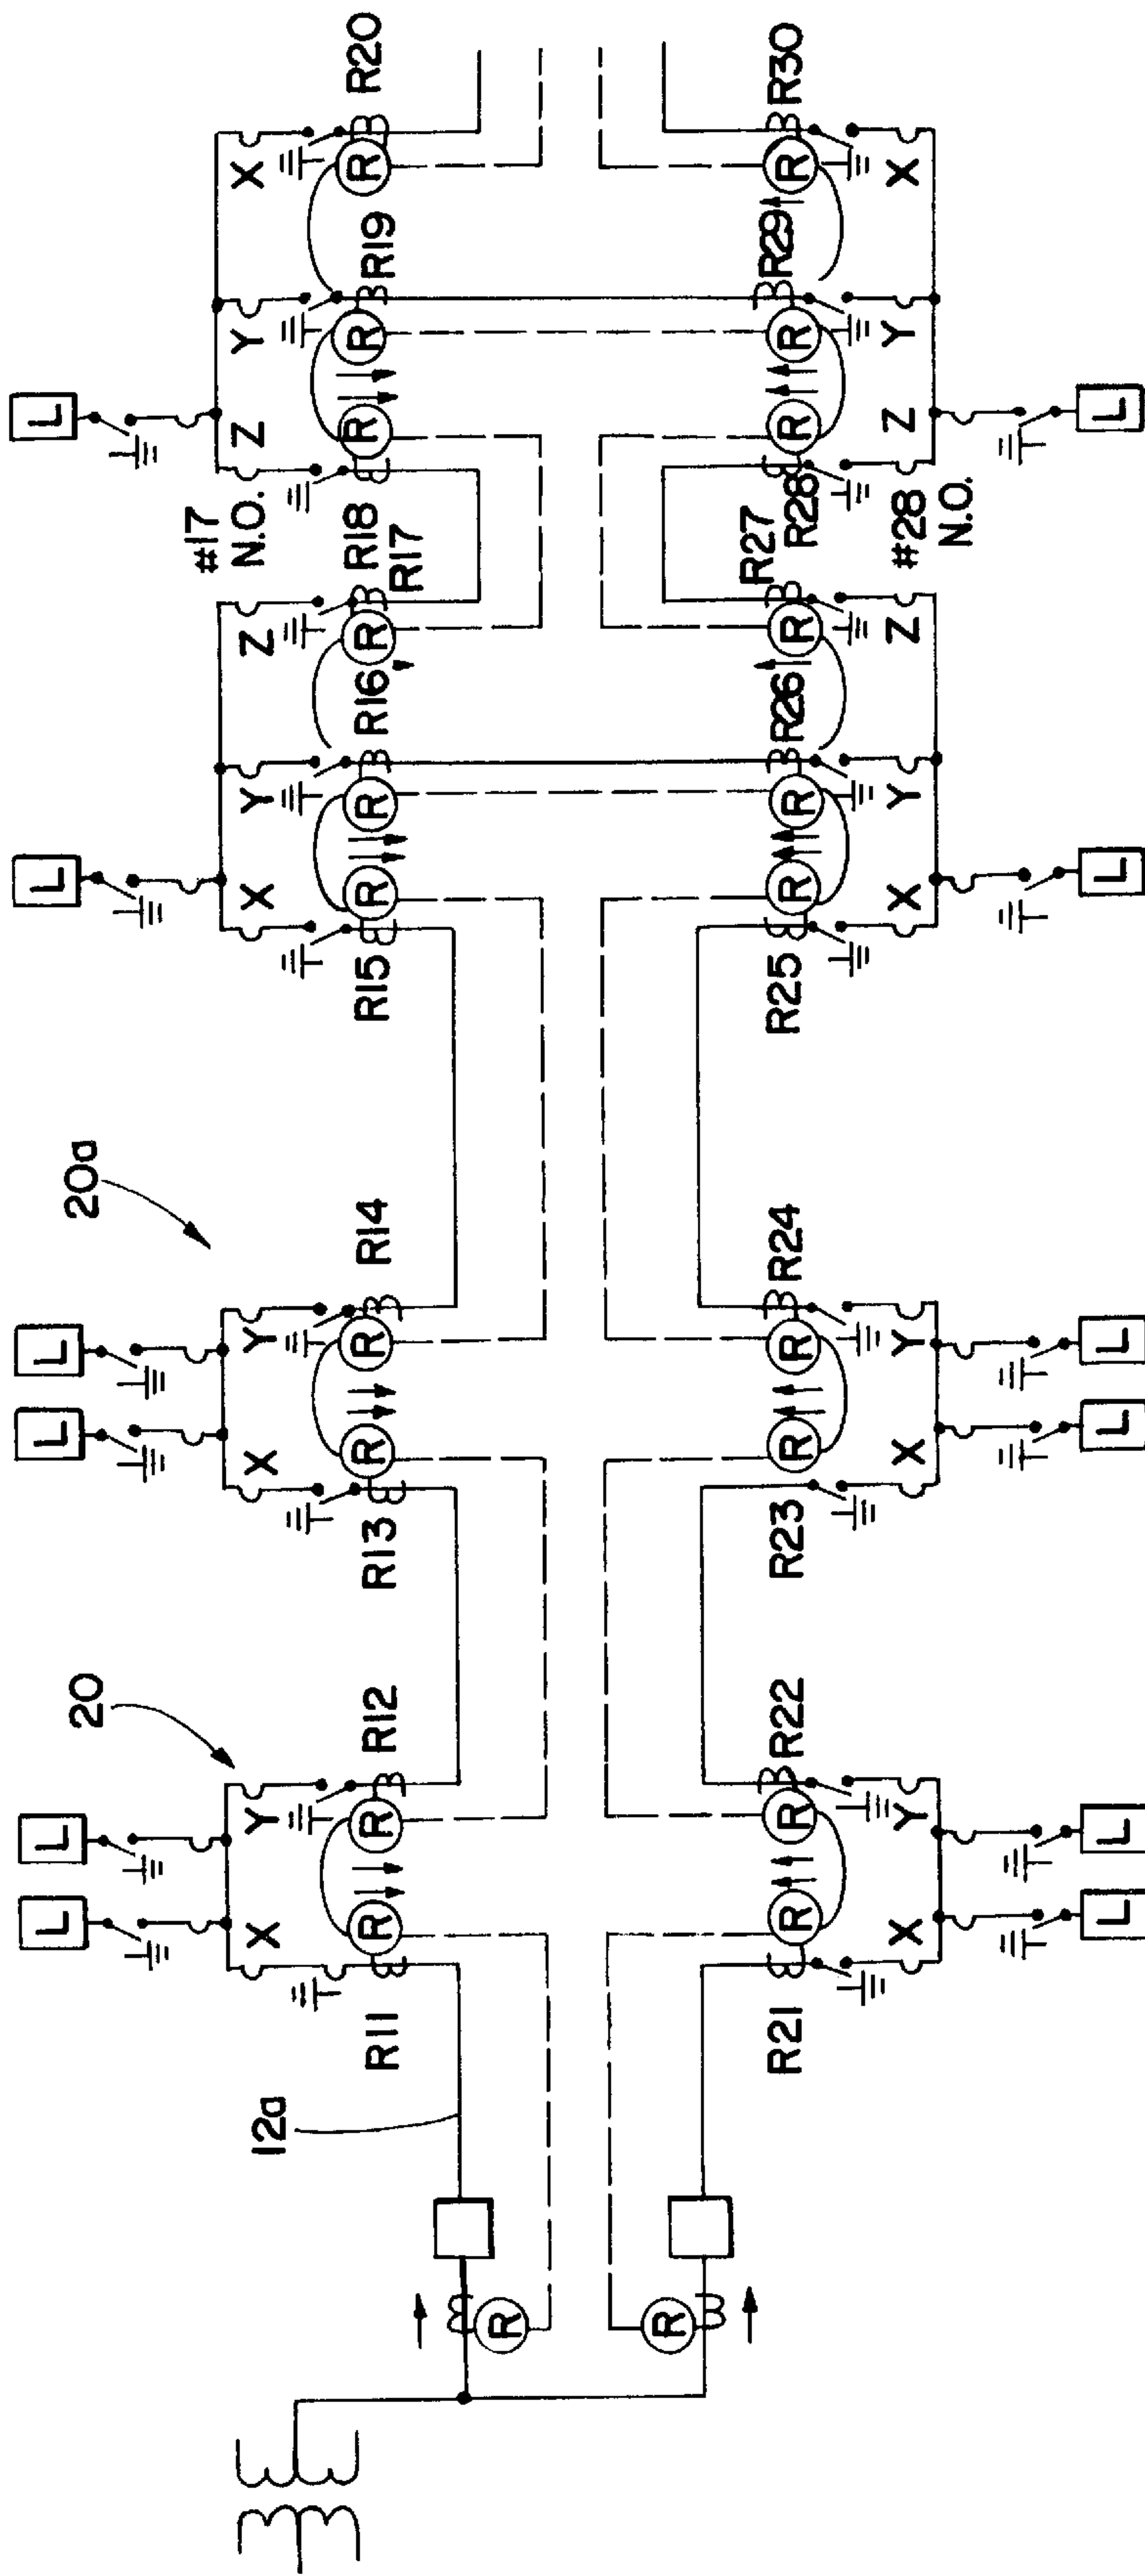 L L L L L L
20 20a
X Y X Y X Y Z Z Y X
#17
N.O.
R11 R12 R13 R14 R15 R16 R17 R18 R19 R20
R R R R R R R R R R
12a
R
R
R R R R R R R R R R
R21 R22 R23 R24 R25 R26 R27 R28 R29 R30
X Y X Y X Y Z Z Y X
#28
N.O.
L L L L L L